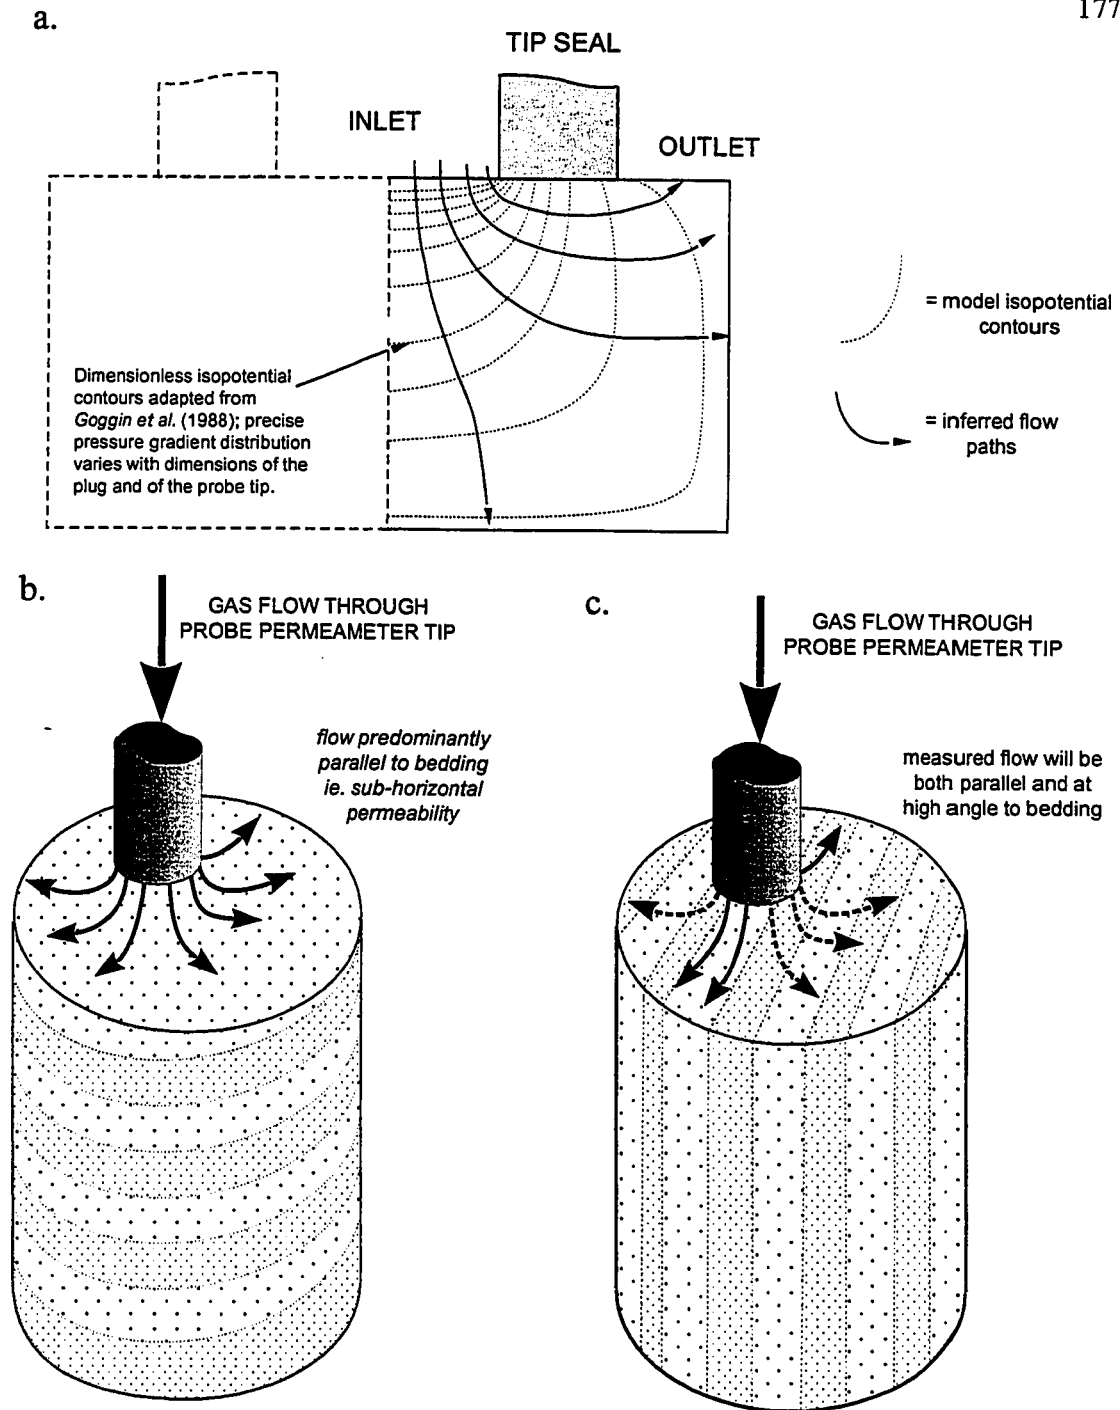 177
a.
TIP SEAL
INLET
OUTLET
= model isopotential
contours
Dimensionless isopotential
contours adapted from
Goggin et al. (1988); precise
pressure gradient distribution
varies with dimensions of the
plug and of the probe tip.
= inferred flow
paths
b.
GAS FLOW THROUGH
PROBE PERMEAMETER TIP
flow predominantly
parallel to bedding
ie. sub-horizontal
permeability
c.
GAS FLOW THROUGH
PROBE PERMEAMETER TIP
measured flow will be
both parallel and at
high angle to bedding